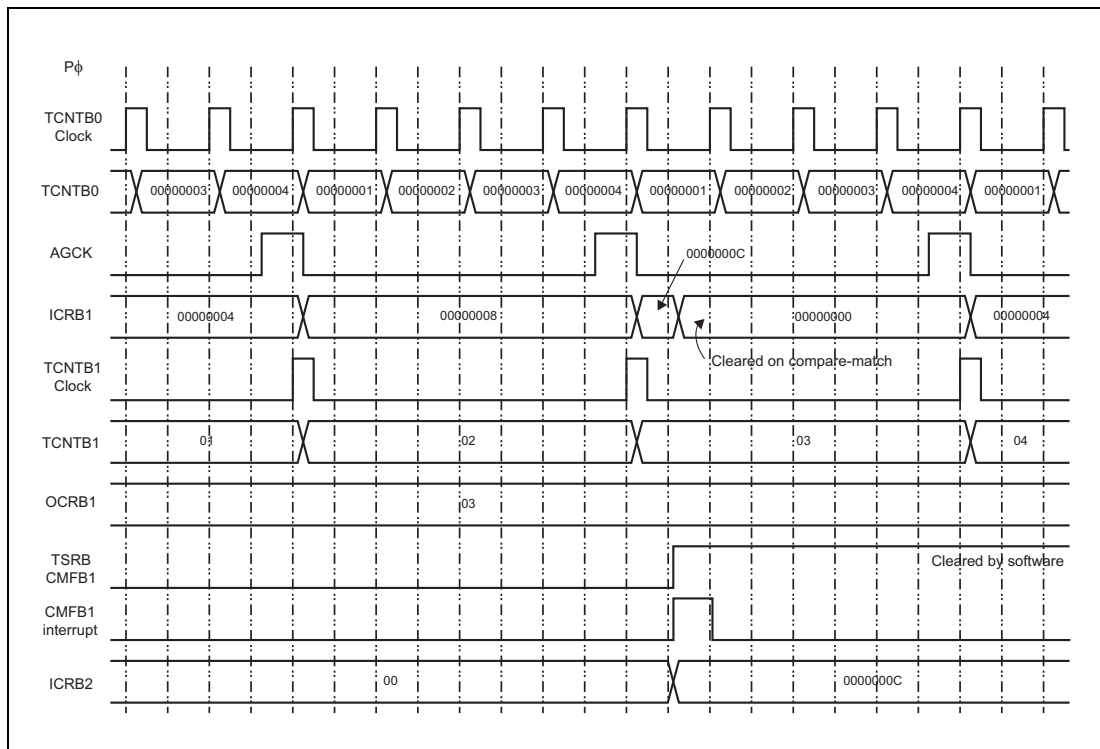 Pϕ
TCNTB0
Clock
TCNTB0
00000003 00000004 00000001 00000002 00000003 00000004 00000001 00000002 00000003 00000004 00000001
AGCK
0000000C
ICRB1
00000004 00000008 00000000 00000004
Cleared on compare-match
TCNTB1
Clock
TCNTB1
01 02 03 04
OCRB1
03
TSRB
CMFB1
Cleared by software
CMFB1
interrupt
ICRB2
00 0000000C